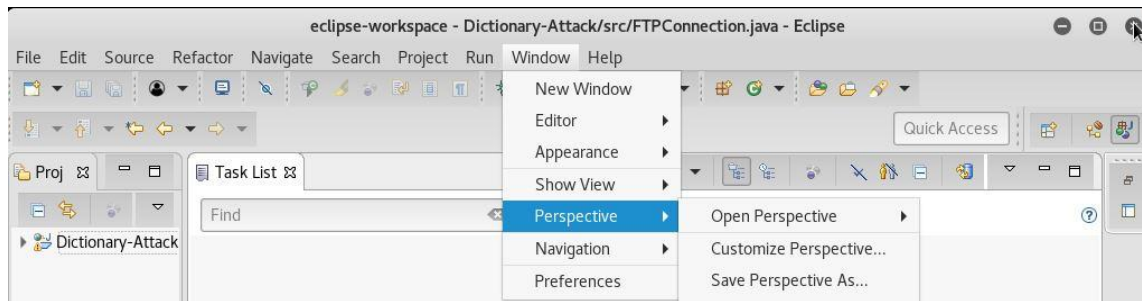 eclipse-workspace - Dictionary-Attack/src/FTPConnection.java - Eclipse
File Edit Source Refactor Navigate Search Project Run Window Help
New Window
Editor
Quick Access
Appearance
Proj Task List
Show View
Find
Perspective Open Perspective
Dictionary-Attack
Navigation Customize Perspective...
Preferences Save Perspective As...